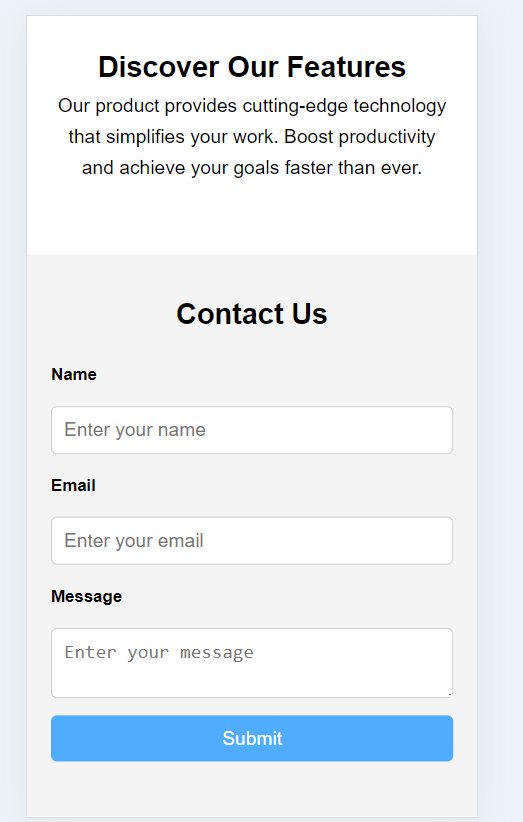 Discover Our Features
Our product provides cutting-edge technology
that simplifies your work. Boost productivity
and achieve your goals faster than ever.
Contact Us
Name
Enter your name
Email
Enter your email
Message
Enter your message
Submit